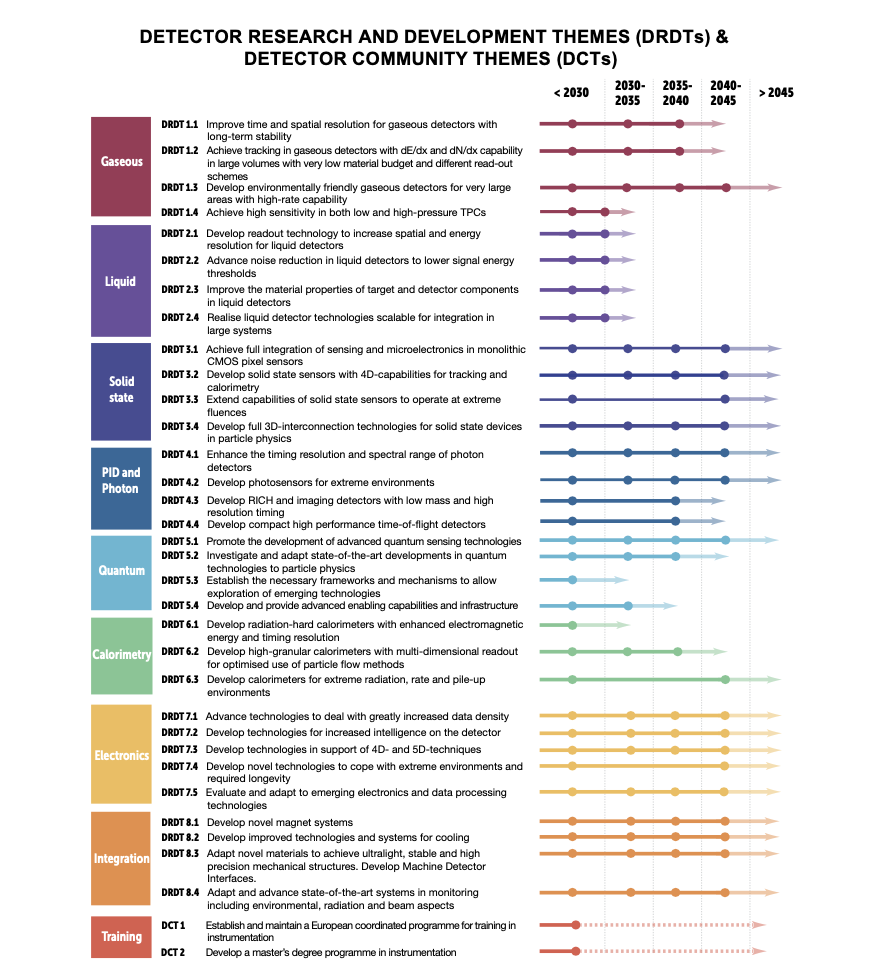 DETECTOR RESEARCH AND DEVELOPMENT THEMES (DRDTs) &
DETECTOR COMMUNITY THEMES (DCTs)
< 2030
2030-
2035
2035-
2040
2040-
2045
> 2045
Gaseous
DRDT 1.1 Improve time and spatial resolution for gaseous detectors with
long-term stability
DRDT 1.2 Achieve tracking in gaseous detectors with dE/dx and dN/dx capability
in large volumes with very low material budget and different read-out
schemes
DRDT 1.3 Develop environmentally friendly gaseous detectors for very large
areas with high-rate capability
DRDT 1.4 Achieve high sensitivity in both low and high-pressure TPCs
Liquid
DRDT 2.1 Develop readout technology to increase spatial and energy
resolution for liquid detectors
DRDT 2.2 Advance noise reduction in liquid detectors to lower signal energy
thresholds
DRDT 2.3 Improve the material properties of target and detector components
in liquid detectors
DRDT 2.4 Realise liquid detector technologies scalable for integration in
large systems
Solid
state
DRDT 3.1 Achieve full integration of sensing and microelectronics in monolithic
CMOS pixel sensors
DRDT 3.2 Develop solid state sensors with 4D-capabilities for tracking and
calorimetry
DRDT 3.3 Extend capabilities of solid state sensors to operate at extreme
fluences
DRDT 3.4 Develop full 3D-interconnection technologies for solid state devices
in particle physics
PID and
Photon
DRDT 4.1 Enhance the timing resolution and spectral range of photon
detectors
DRDT 4.2 Develop photosensors for extreme environments
DRDT 4.3 Develop RICH and imaging detectors with low mass and high
resolution timing
DRDT 4.4 Develop compact high performance time-of-flight detectors
Quantum
DRDT 5.1 Promote the development of advanced quantum sensing technologies
DRDT 5.2 Investigate and adapt state-of-the-art developments in quantum
technologies to particle physics
DRDT 5.3 Establish the necessary frameworks and mechanisms to allow
exploration of emerging technologies
DRDT 5.4 Develop and provide advanced enabling capabilities and infrastructure
Calorimetry
DRDT 6.1 Develop radiation-hard calorimeters with enhanced electromagnetic
energy and timing resolution
DRDT 6.2 Develop high-granular calorimeters with multi-dimensional readout
for optimised use of particle flow methods
DRDT 6.3 Develop calorimeters for extreme radiation, rate and pile-up
environments
Electronics
DRDT 7.1 Advance technologies to deal with greatly increased data density
DRDT 7.2 Develop technologies for increased intelligence on the detector
DRDT 7.3 Develop technologies in support of 4D- and 5D-techniques
DRDT 7.4 Develop novel technologies to cope with extreme environments and
required longevity
DRDT 7.5 Evaluate and adapt to emerging electronics and data processing
technologies
Integration
DRDT 8.1 Develop novel magnet systems
DRDT 8.2 Develop improved technologies and systems for cooling
DRDT 8.3 Adapt novel materials to achieve ultralight, stable and high
precision mechanical structures. Develop Machine Detector
Interfaces.
DRDT 8.4 Adapt and advance state-of-the-art systems in monitoring
including environmental, radiation and beam aspects
Training
DCT 1 Establish and maintain a European coordinated programme for training in
instrumentation
DCT 2 Develop a master's degree programme in instrumentation